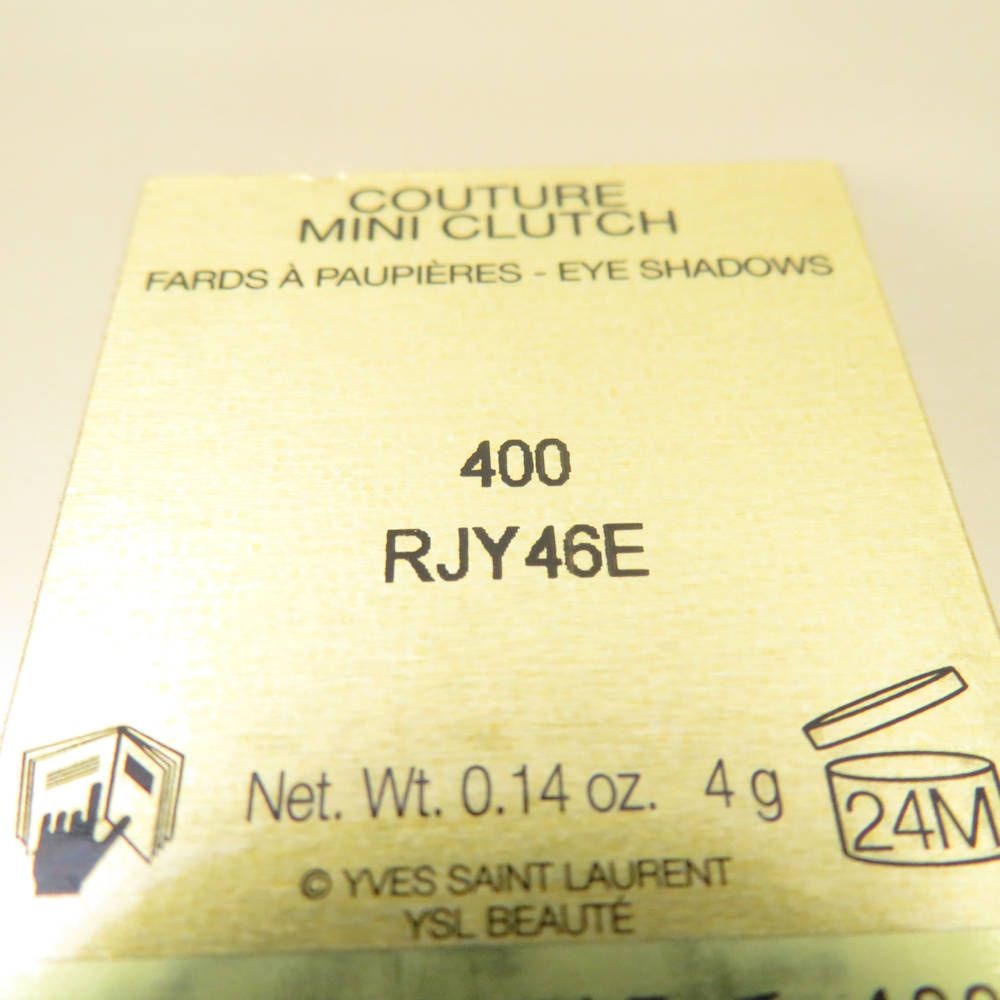 COUTURE
MINI CLUTCH
FARDS À PAUPIÈRES - EYE SHADOWS
400
RJY46E
Net. Wt. 0.14 oz. 4 g
24M
© YVES SAINT LAURENT
YSL BEAUTÉ